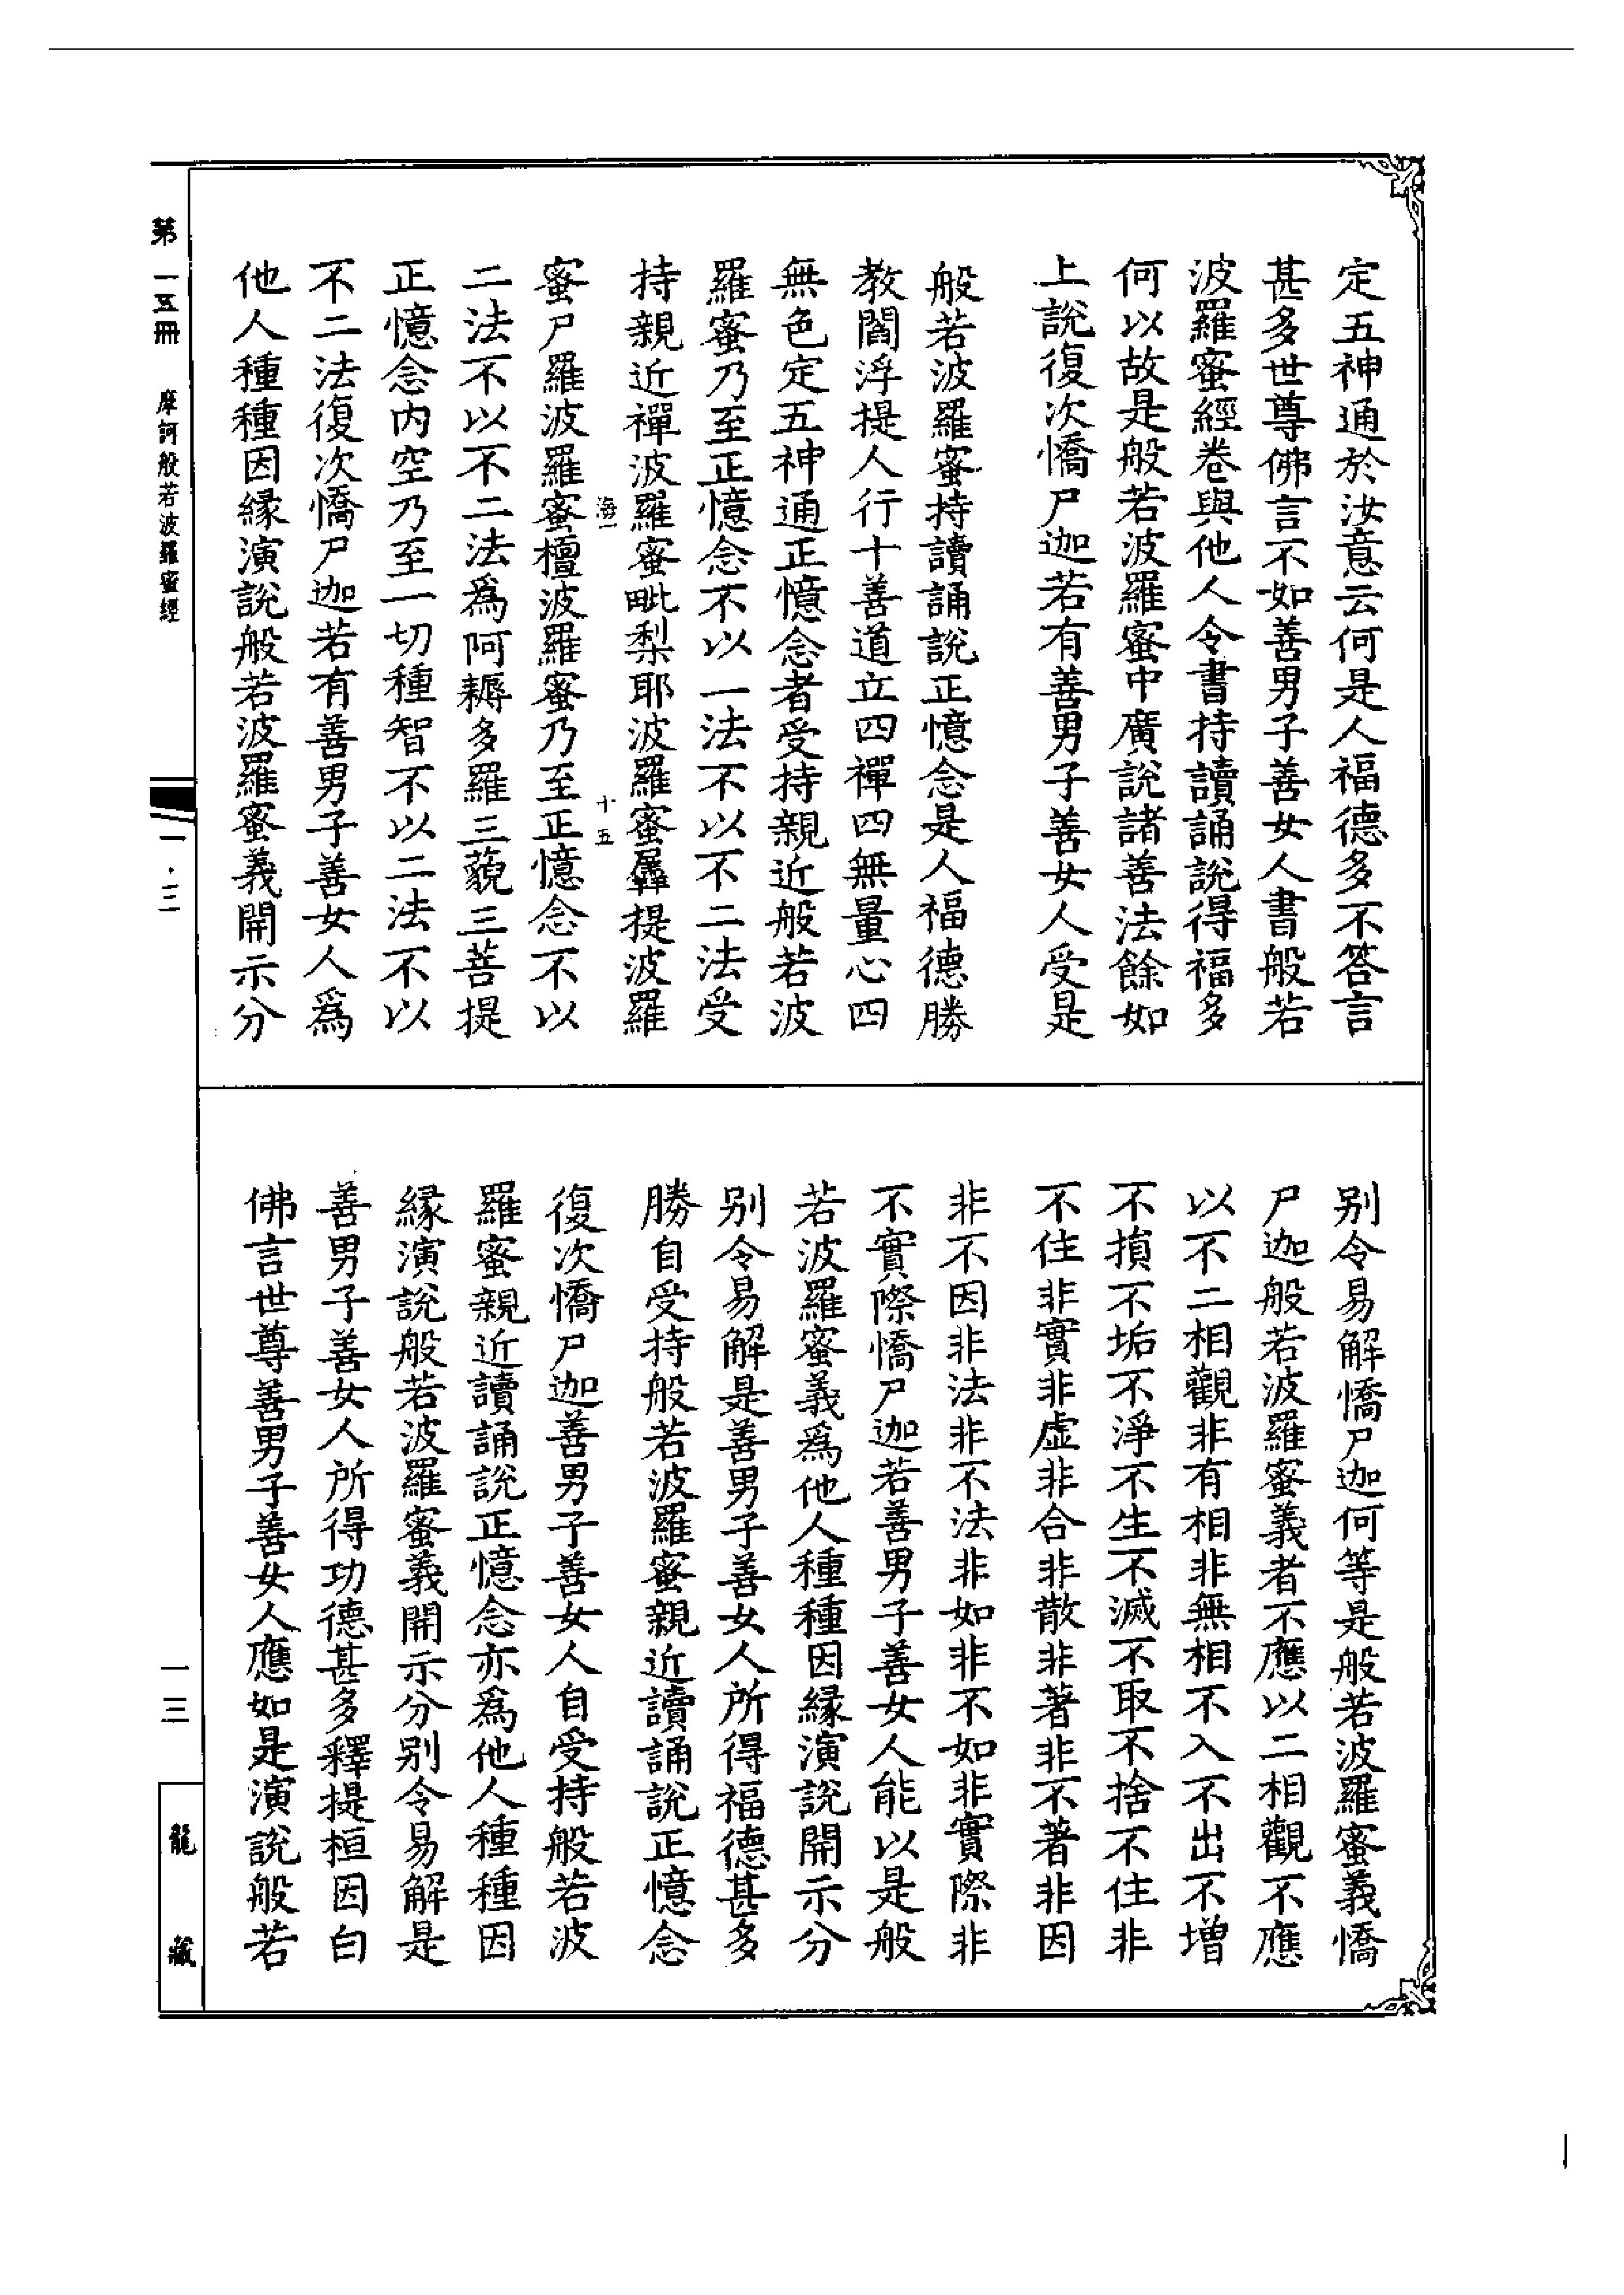 定五神通於汝意云何是人福德多不答言
甚多世尊佛言不如善男子善女人書般若
波羅蜜經卷與他人令書持讀誦說得福多
何以故是般若波羅蜜中廣說諸善法餘如
上說復次憍尸迦若有善男子善女人受是
般若波羅蜜持讀誦說正憶念是人福德勝
教閻浮提人行十善道立四禪四無量心四
無色定五神通正憶念者受持親近般若波
羅蜜乃至正憶念不以一法不以不二法受
持親近禪波羅蜜毗梨耶波羅蜜羼提波羅
海一
十五
蜜尸羅波羅蜜檀波羅蜜乃至正憶念不以
二法不以不二法爲阿耨多羅三藐三菩提
正憶念内空乃至一切種智不以二法不以
不二法復次憍尸迦若有善男子善女人爲
他人種種因緣演說般若波羅蜜義開示分
别令易解憍尸迦何等是般若波羅蜜義憍
尸迦般若波羅蜜義者不應以二相觀不應
以不二相觀非有相非無相不入不出不增
不損不垢不淨不生不滅不取不捨不住非
不住非實非虛非合非散非著非不著非因
非不因非法非不法非如非不如非實際非
不實際憍尸迦若善男子善女人能以是般
若波羅蜜義爲他人種種因緣演說開示分
别令易解是善男子善女人所得福德甚多
勝自受持般若波羅蜜親近讀誦說正憶念
復次憍尸迦善男子善女人自受持般若波
羅蜜親近讀誦說正憶念亦爲他人種種因
緣演說般若波羅蜜義開示分别令易解是
善男子善女人所得功德甚多釋提桓因白
佛言世尊善男子善女人應如是演說般若
第一五冊 摩訶般若波羅蜜經
一·三
一三
龍藏